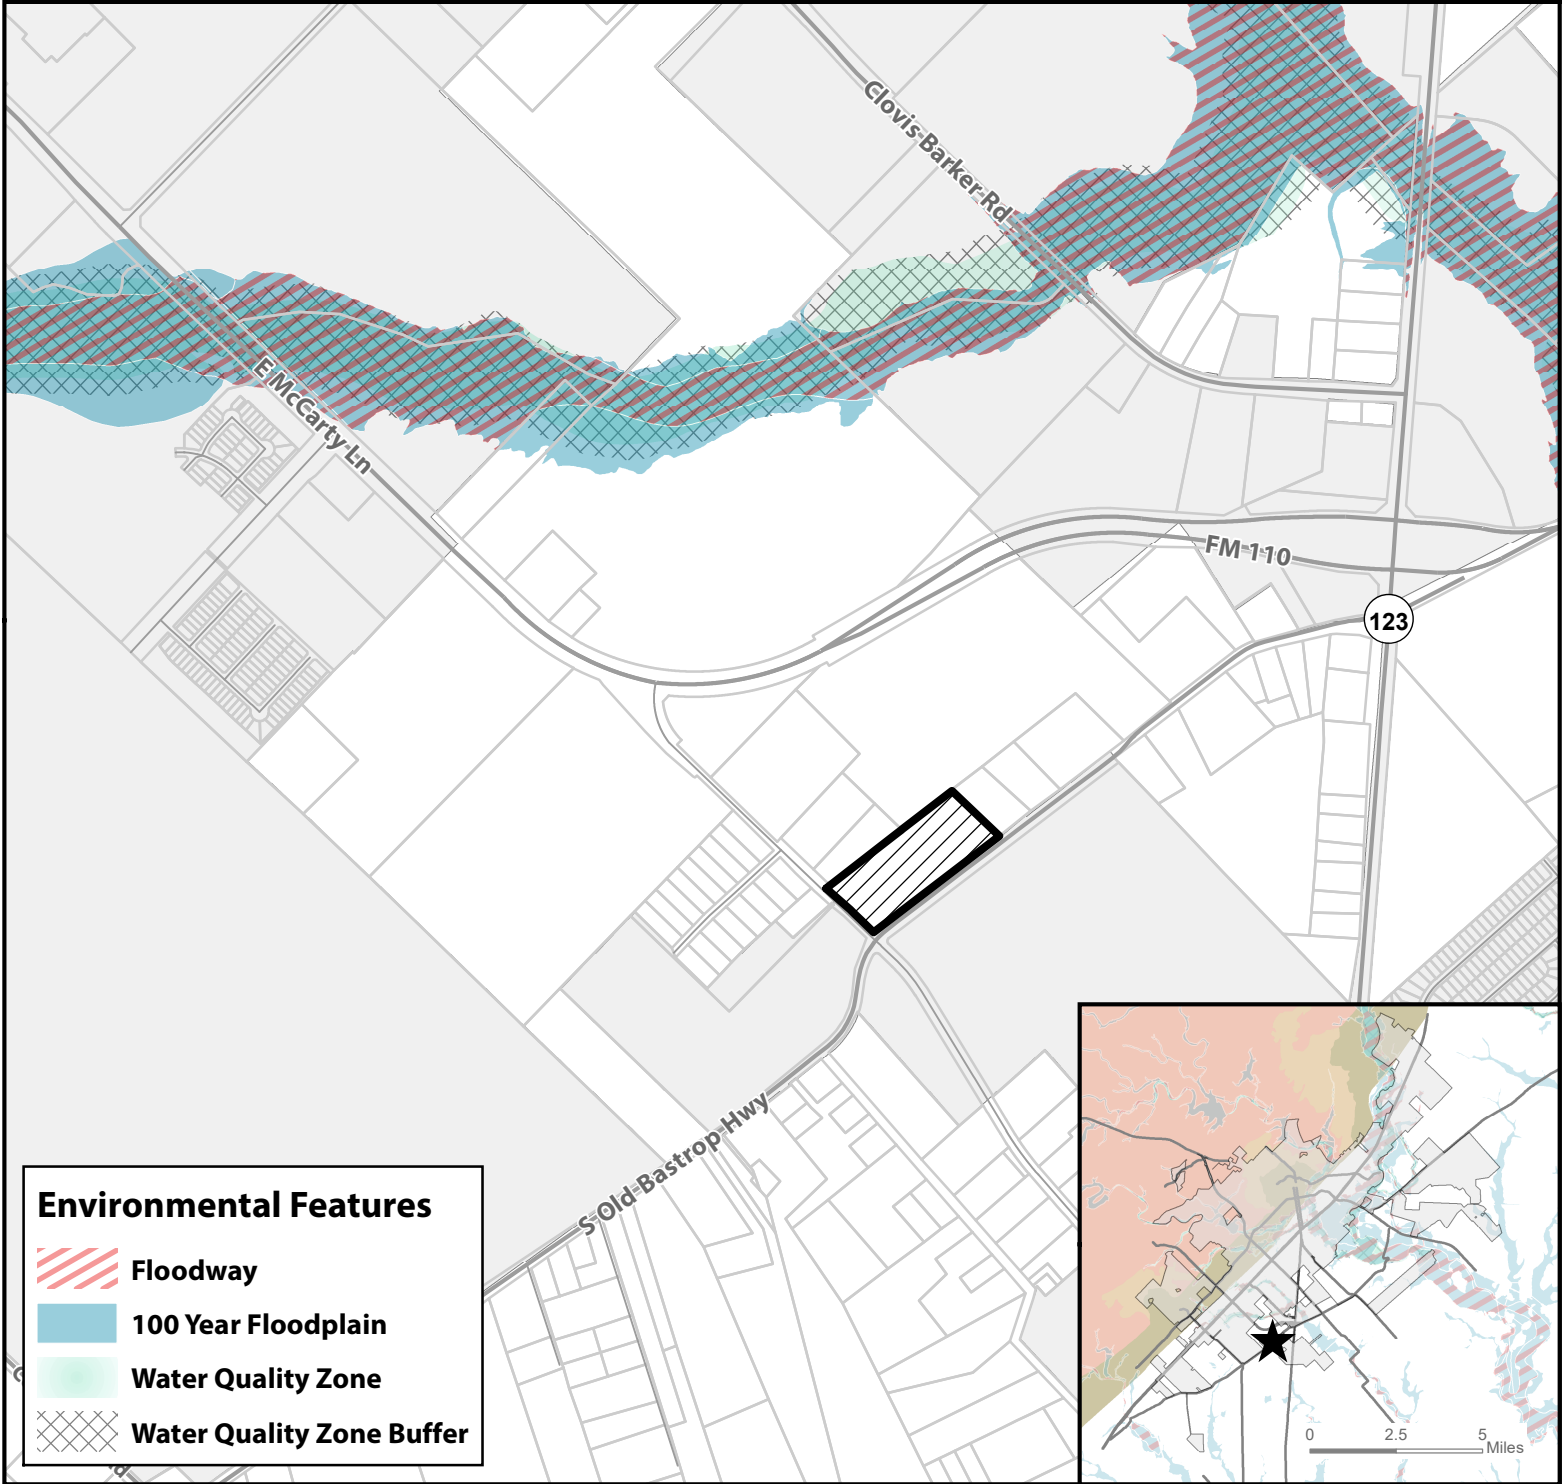 Clovis Barker Rd
E McCarty Ln
FM 110
123
S Old Bastrop Hwy
Environmental Features
Floodway
100 Year Floodplain
Water Quality Zone
Water Quality Zone Buffer
0 2.5 5
Miles